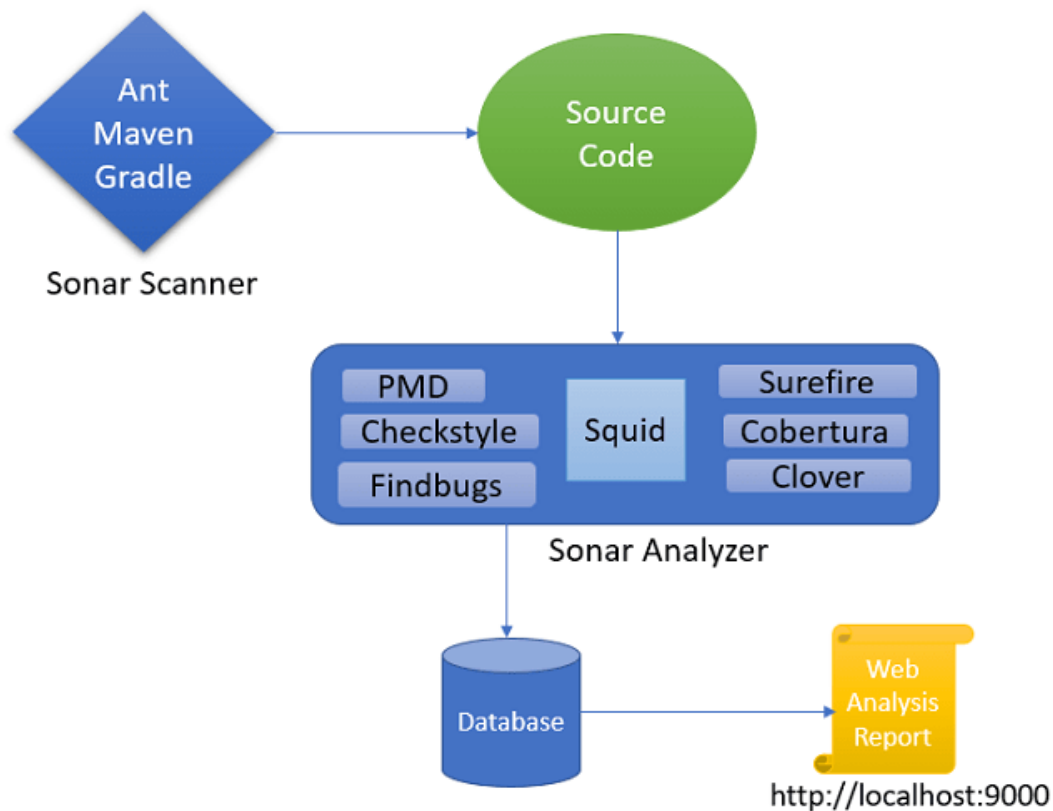 Ant
Maven
Gradle
Sonar Scanner
Source
Code
PMD
Checkstyle
Findbugs
Squid
Surefire
Cobertura
Clover
Sonar Analyzer
Database
Web
Analysis
Report
http://localhost:9000